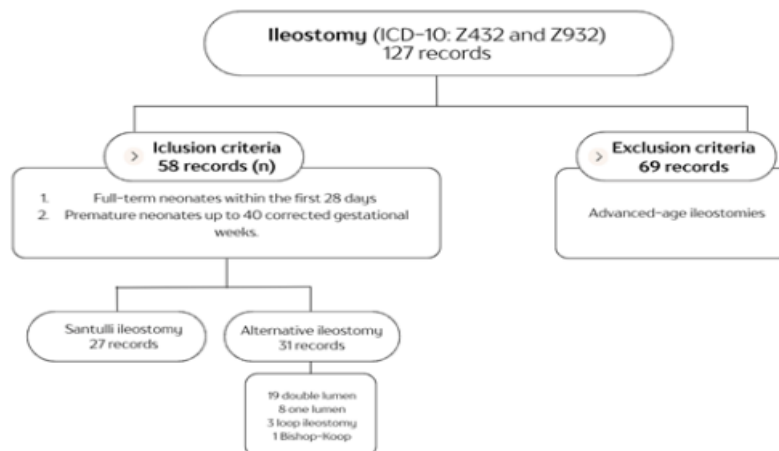 Ileostomy (ICD-10: Z432 and Z932)
127 records
Iclusion criteria
58 records (n)
Exclusion criteria
69 records
1. Full-term neonates within the first 28 days
2. Premature neonates up to 40 corrected gestational
weeks.
Advanced-age ileostomies
Santulli ileostomy
27 records
Alternative ileostomy
31 records
19 double lumen
8 one lumen
3 loop ileostomy
1 Bishop-Koop